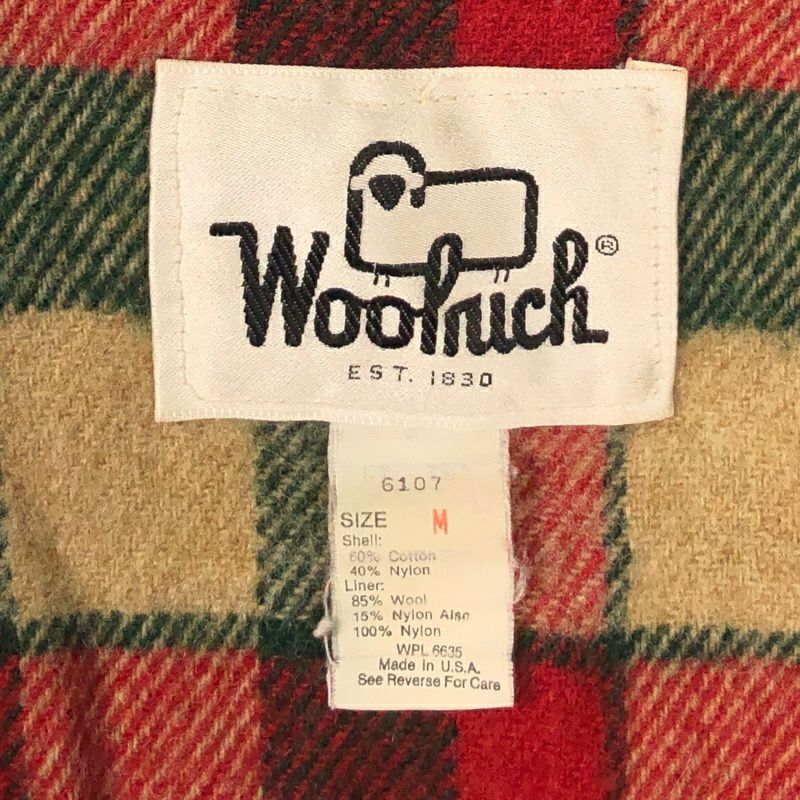 Woolrich®
EST. 1830
6107
SIZE M
Shell:
60% Cotton
40% Nylon
Liner:
85% Wool
15% Nylon Also
100% Nylon
WPL 6635
Made in U.S.A.
See Reverse For Care